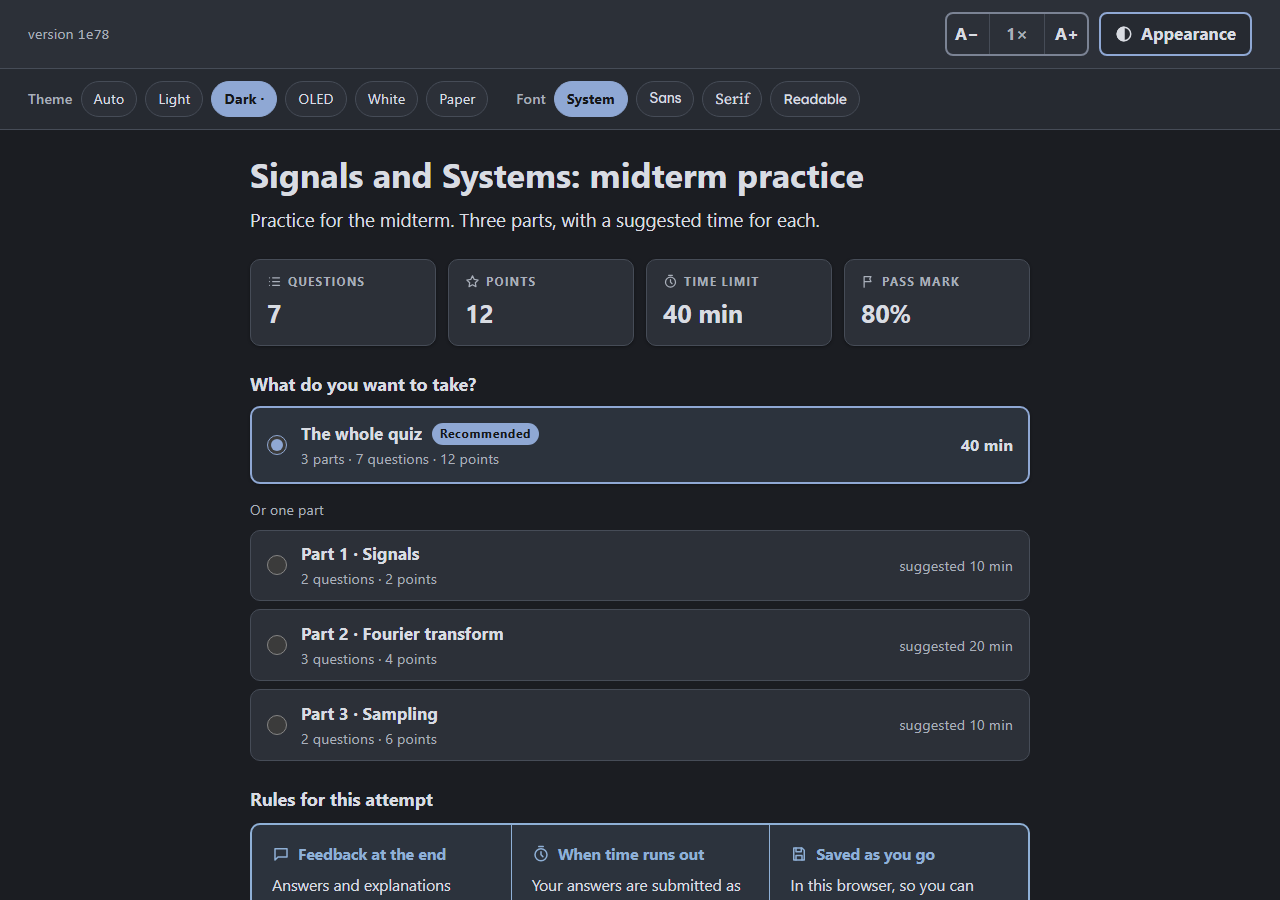 version 1e78
A− 1× A+ Appearance
Theme Auto Light Dark · OLED White Paper Font System Sans Serif Readable
Signals and Systems: midterm practice
Practice for the midterm. Three parts, with a suggested time for each.
QUESTIONS POINTS TIME LIMIT PASS MARK
7 12 40 min 80%
What do you want to take?
The whole quiz Recommended
3 parts · 7 questions · 12 points
40 min
Or one part
Part 1 · Signals
2 questions · 2 points
suggested 10 min
Part 2 · Fourier transform
3 questions · 4 points
suggested 20 min
Part 3 · Sampling
2 questions · 6 points
suggested 10 min
Rules for this attempt
Feedback at the end When time runs out Saved as you go
Answers and explanations Your answers are submitted as In this browser, so you can